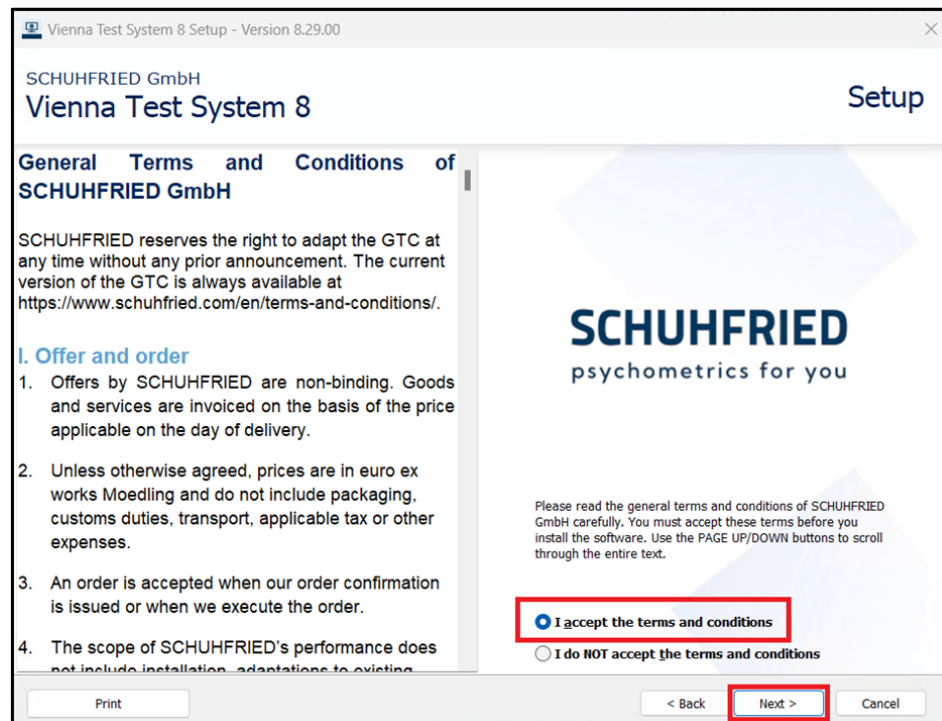 Vienna Test System 8 Setup - Version 8.29.00
SCHUHFRIED GmbH
Vienna Test System 8
Setup
General Terms and Conditions of
SCHUHFRIED GmbH
SCHUHFRIED reserves the right to adapt the GTC at
any time without any prior announcement. The current
version of the GTC is always available at
https://www.schuhfried.com/en/terms-and-conditions/.
I. Offer and order
1. Offers by SCHUHFRIED are non-binding. Goods
and services are invoiced on the basis of the price
applicable on the day of delivery.
2. Unless otherwise agreed, prices are in euro ex
works Moedling and do not include packaging,
customs duties, transport, applicable tax or other
expenses.
3. An order is accepted when our order confirmation
is issued or when we execute the order.
4. The scope of SCHUHFRIED's performance does
not include installation, adaptations to existing
SCHUHFRIED
psychometrics for you
Please read the general terms and conditions of SCHUHFRIED
GmbH carefully. You must accept these terms before you
install the software. Use the PAGE UP/DOWN buttons to scroll
through the entire text.
I accept the terms and conditions
I do NOT accept the terms and conditions
Print
< Back
Next >
Cancel